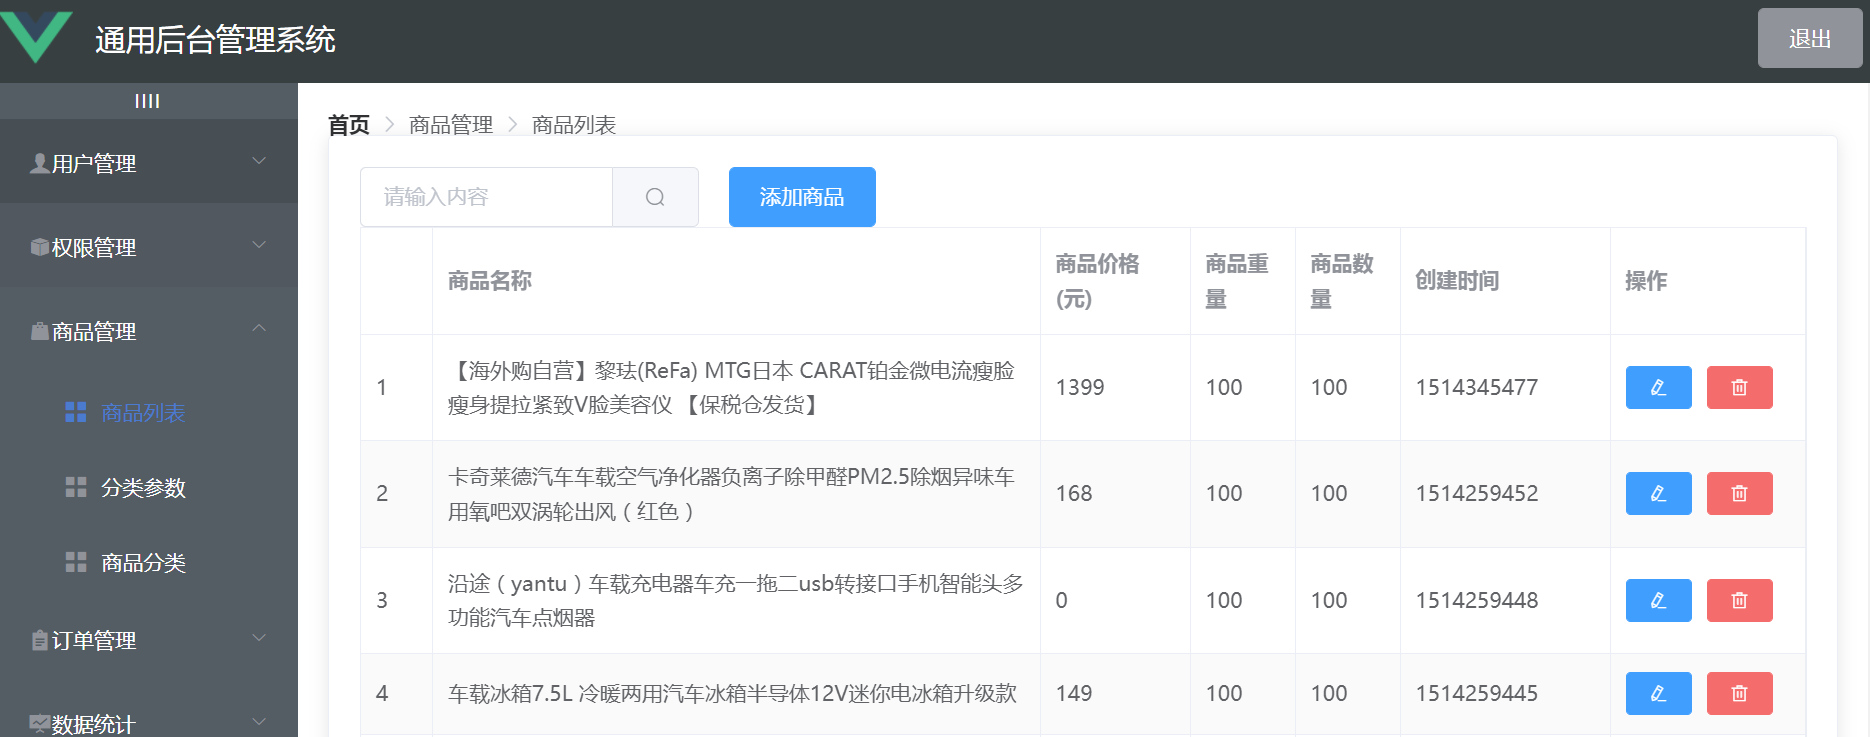 通用后台管理系统
退出
||||
用户管理
权限管理
商品管理
商品列表
分类参数
商品分类
订单管理
数据统计
首页 > 商品管理 > 商品列表
请输入内容
添加商品
商品名称 商品价格(元) 商品重量 商品数量 创建时间 操作
1 【海外购自营】黎珐(ReFa) MTG日本 CARAT铂金微电流瘦脸
瘦身提拉紧致V脸美容仪 【保税仓发货】 1399 100 100 1514345477
2 卡奇莱德汽车车载空气净化器负离子除甲醛PM2.5除烟异味车
用氧吧双涡轮出风（红色） 168 100 100 1514259452
3 沿途（yantu）车载充电器车充一拖二usb转接口手机智能头多
功能汽车点烟器 0 100 100 1514259448
4 车载冰箱7.5L 冷暖两用汽车冰箱半导体12V迷你电冰箱升级款 149 100 100 1514259445